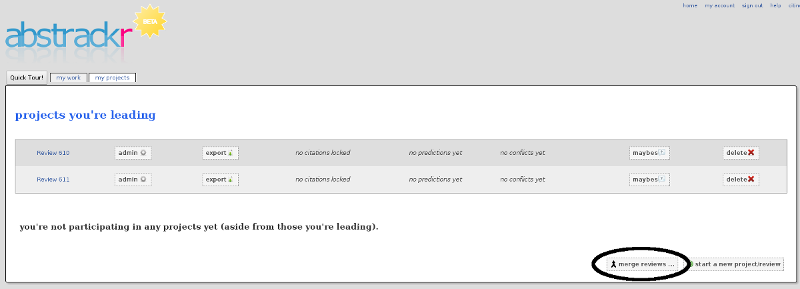 home my account sign out help citing
abstrackr BETA
Quick Tour! my work my projects
projects you're leading
Review 610 admin export no citations locked no predictions yet no conflicts yet maybes delete
Review 611 admin export no citations locked no predictions yet no conflicts yet maybes delete
you're not participating in any projects yet (aside from those you're leading).
merge reviews ... start a new project/review